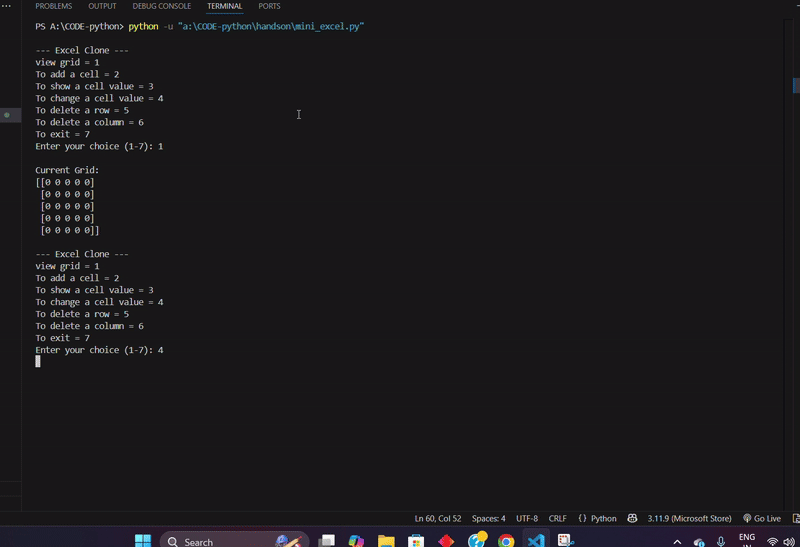 PROBLEMS OUTPUT DEBUG CONSOLE TERMINAL PORTS
PS A:\CODE-python> python -u "a:\CODE-python\handson\mini_excel.py"
--- Excel Clone ---
view grid = 1
To add a cell = 2
To show a cell value = 3
To change a cell value = 4
To delete a row = 5
To delete a column = 6
To exit = 7
Enter your choice (1-7): 1
Current Grid:
[[0 0 0 0 0]
[0 0 0 0 0]
[0 0 0 0 0]
[0 0 0 0 0]
[0 0 0 0 0]]
--- Excel Clone ---
view grid = 1
To add a cell = 2
To show a cell value = 3
To change a cell value = 4
To delete a row = 5
To delete a column = 6
To exit = 7
Enter your choice (1-7): 4
Ln 60, Col 52 Spaces: 4 UTF-8 CRLF {} Python 3.11.9 (Microsoft Store) Go Live
Search ENG
IN